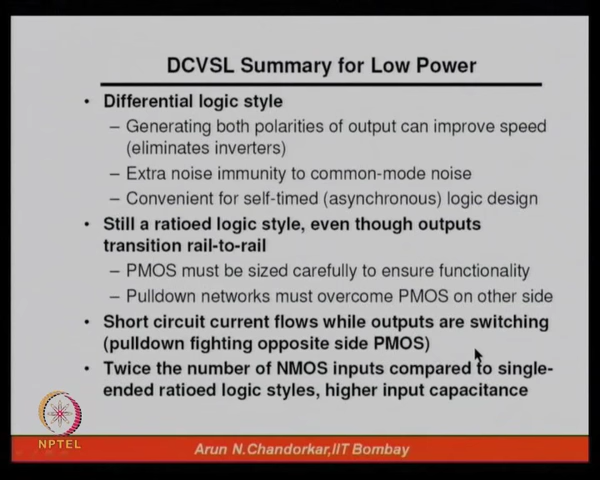 DCVSL Summary for Low Power
• Differential logic style
– Generating both polarities of output can improve speed
(eliminates inverters)
– Extra noise immunity to common-mode noise
– Convenient for self-timed (asynchronous) logic design
• Still a ratioed logic style, even though outputs
transition rail-to-rail
– PMOS must be sized carefully to ensure functionality
– Pulldown networks must overcome PMOS on other side
• Short circuit current flows while outputs are switching
(pulldown fighting opposite side PMOS)
• Twice the number of NMOS inputs compared to single-
ended ratioed logic styles, higher input capacitance
NPTEL
Arun N.Chandorkar,IIT Bombay